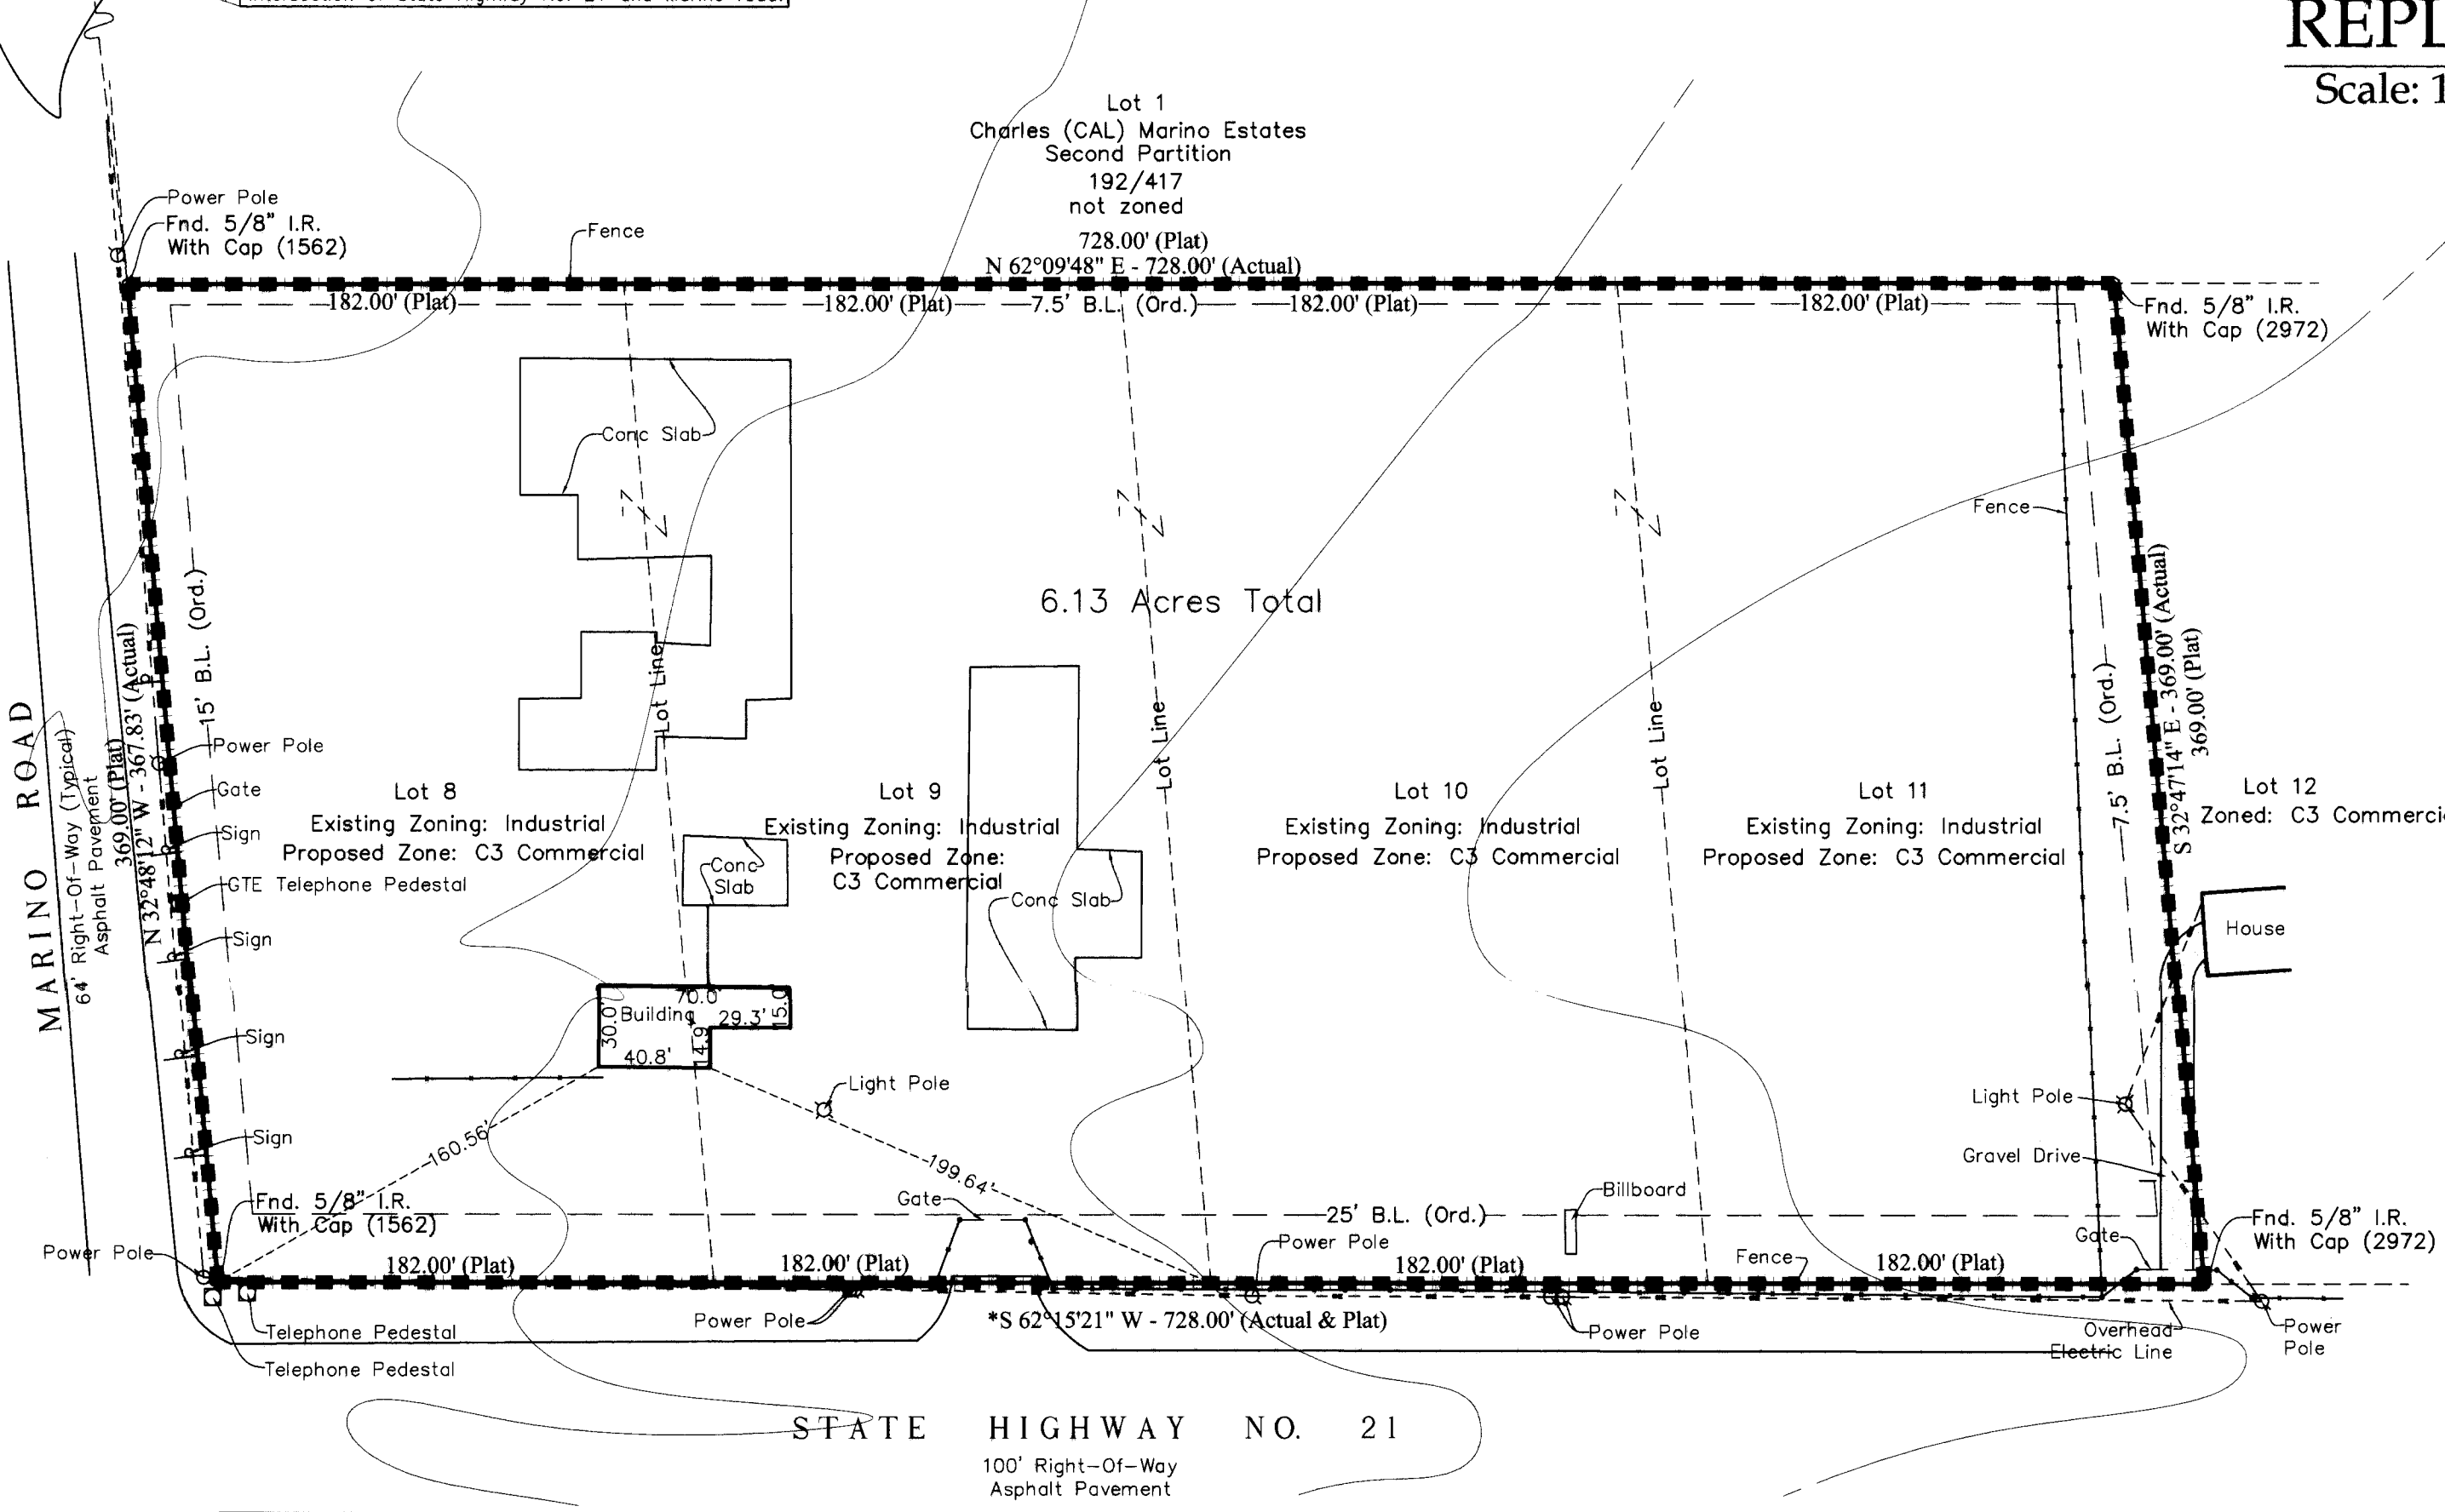 REPL
Scale: 1
Lot 1
Charles (CAL) Marino Estates
Second Partition
192/417
not zoned
728.00' (Plat)
N 62°09'48" E - 728.00' (Actual)
Power Pole
Fnd. 5/8" I.R.
With Cap (1562)
Fence
182.00' (Plat)
182.00' (Plat)
7.5' B.L. (Ord.)
182.00' (Plat)
182.00' (Plat)
Fnd. 5/8" I.R.
With Cap (2972)
Conc Slab
Fence
6.13 Acres Total
15' B.L. (Ord.)
MARINO ROAD
64' Right-Of-Way (Typical)
Asphalt Pavement
369.00' (Plat)
N 32°48'12" W - 367.83' (Actual)
Lot Line
Lot Line
Lot Line
7.5' B.L. (Ord.)
S 32°47'14" E - 369.00' (Actual)
369.00' (Plat)
Power Pole
Gate
Sign
GTE Telephone Pedestal
Sign
Sign
Sign
Lot 8
Existing Zoning: Industrial
Proposed Zone: C3 Commercial
Lot 9
Existing Zoning: Industrial
Proposed Zone:
C3 Commercial
Lot 10
Existing Zoning: Industrial
Proposed Zone: C3 Commercial
Lot 11
Existing Zoning: Industrial
Proposed Zone: C3 Commercial
Lot 12
Zoned: C3 Commerci
Conc
Slab
Conc Slab
House
70.0'
Building
30.0'
29.3'
15.0
14.9
40.8'
Light Pole
Light Pole
160.56'
199.64'
Gravel Drive
Fnd. 5/8" I.R.
With Cap (1562)
Gate
25' B.L. (Ord.)
Billboard
Fnd. 5/8" I.R.
With Cap (2972)
Power Pole
Power Pole
Gate
182.00' (Plat)
182.00' (Plat)
182.00' (Plat)
Fence
182.00' (Plat)
Telephone Pedestal
Telephone Pedestal
Power Pole
*S 62°15'21" W - 728.00' (Actual & Plat)
Power Pole
Overhead
Electric Line
Power
Pole
STATE HIGHWAY NO. 21
100' Right-Of-Way
Asphalt Pavement